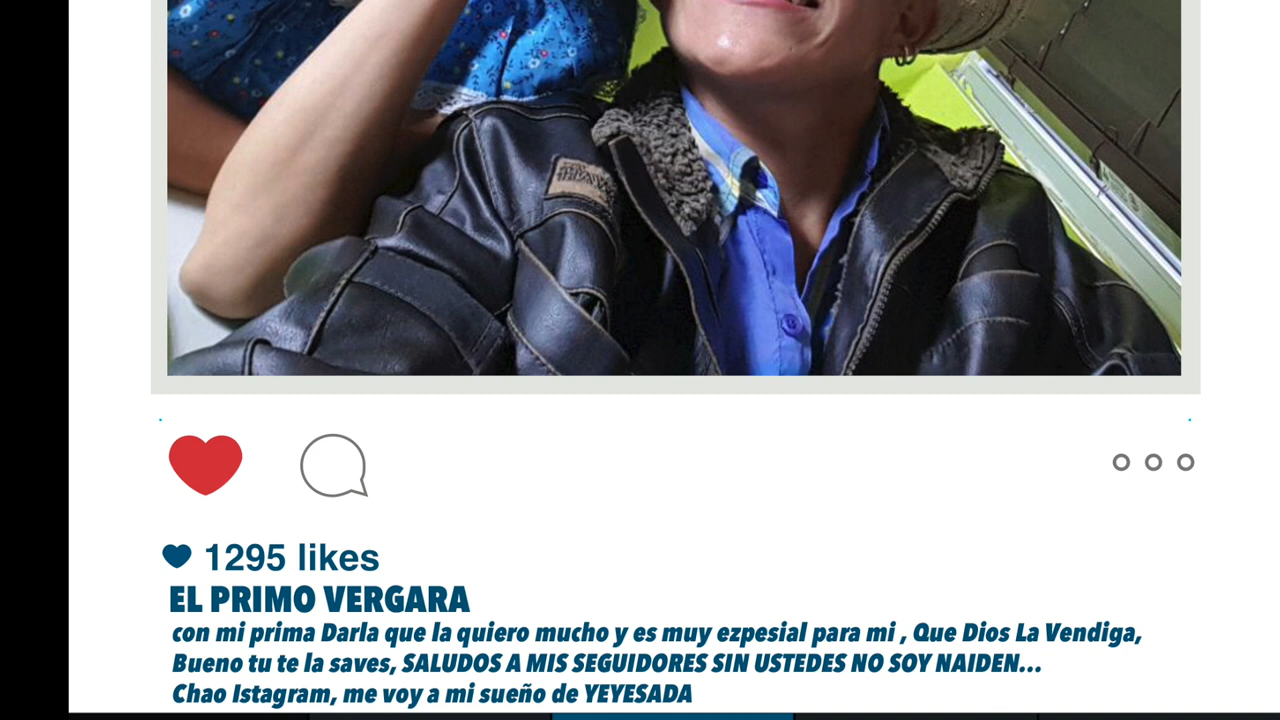 1295 likes
EL PRIMO VERGARA
con mi prima Darla que la quiero mucho y es muy ezpesial para mi , Que Dios La Vendiga,
Bueno tu te la saves, SALUDOS A MIS SEGUIDORES SIN USTEDES NO SOY NAIDEN...
Chao Istagram, me voy a mi sueño de YEYESADA